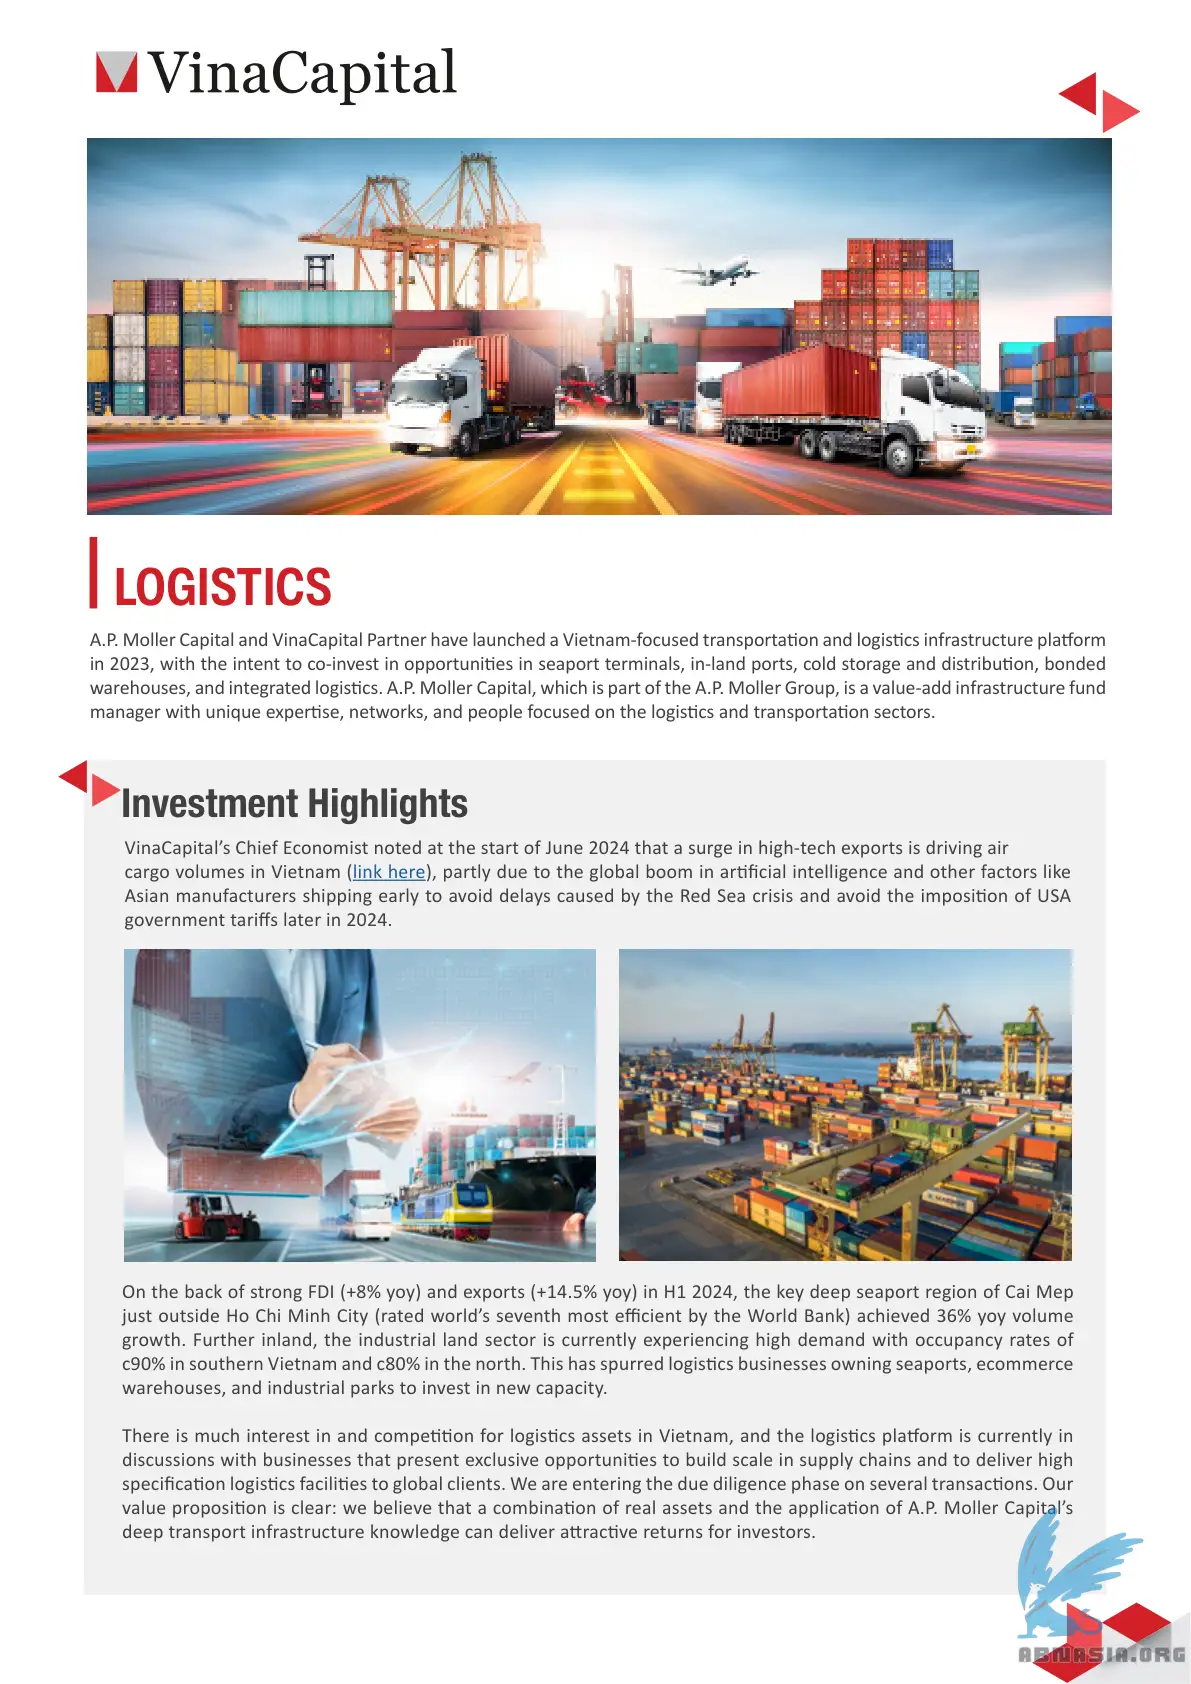 VinaCapital
LOGISTICS
A.P. Moller Capital and VinaCapital Partner have launched a Vietnam-focused transportation and logistics infrastructure platform
in 2023, with the intent to co-invest in opportunities in seaport terminals, in-land ports, cold storage and distribution, bonded
warehouses, and integrated logistics. A.P. Moller Capital, which is part of the A.P. Moller Group, is a value-add infrastructure fund
manager with unique expertise, networks, and people focused on the logistics and transportation sectors.
Investment Highlights
VinaCapital’s Chief Economist noted at the start of June 2024 that a surge in high-tech exports is driving air
cargo volumes in Vietnam (link here), partly due to the global boom in artificial intelligence and other factors like
Asian manufacturers shipping early to avoid delays caused by the Red Sea crisis and avoid the imposition of USA
government tariffs later in 2024.
On the back of strong FDI (+8% yoy) and exports (+14.5% yoy) in H1 2024, the key deep seaport region of Cai Mep
just outside Ho Chi Minh City (rated world’s seventh most efficient by the World Bank) achieved 36% yoy volume
growth. Further inland, the industrial land sector is currently experiencing high demand with occupancy rates of
c90% in southern Vietnam and c80% in the north. This has spurred logistics businesses owning seaports, ecommerce
warehouses, and industrial parks to invest in new capacity.
There is much interest in and competition for logistics assets in Vietnam, and the logistics platform is currently in
discussions with businesses that present exclusive opportunities to build scale in supply chains and to deliver high
specification logistics facilities to global clients. We are entering the due diligence phase on several transactions. Our
value proposition is clear: we believe that a combination of real assets and the application of A.P. Moller Capital’s
deep transport infrastructure knowledge can deliver attractive returns for investors.
ABNASIA.ORG